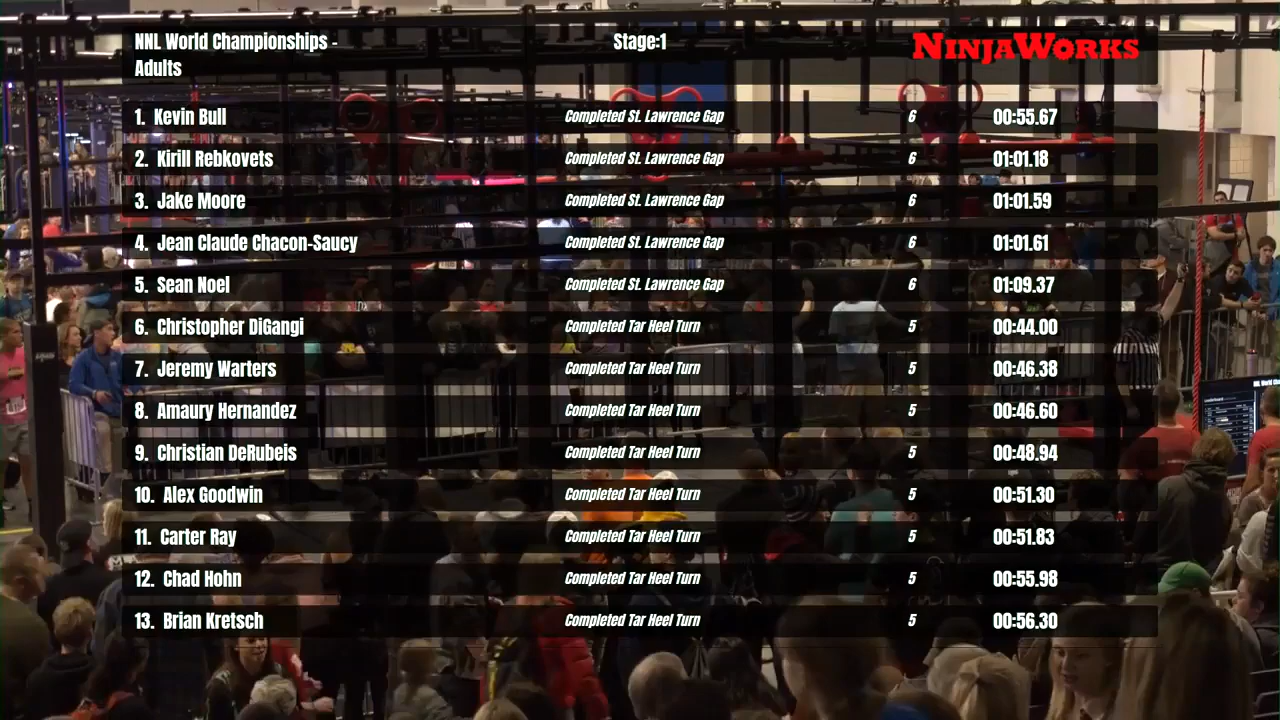 NNL World Championships - Stage:1 NINJAWORKS
Adults
1. Kevin Bull Completed St. Lawrence Gap 6 00:55.67
2. Kirill Rebkovets Completed St. Lawrence Gap 6 01:01.18
3. Jake Moore Completed St. Lawrence Gap 6 01:01.59
4. Jean Claude Chacon-Saucy Completed St. Lawrence Gap 6 01:01.61
5. Sean Noel Completed St. Lawrence Gap 6 01:09.37
6. Christopher DiGangi Completed Tar Heel Turn 5 00:44.00
7. Jeremy Warters Completed Tar Heel Turn 5 00:46.38
8. Amaury Hernandez Completed Tar Heel Turn 5 00:46.60
9. Christian DeRubeis Completed Tar Heel Turn 5 00:48.94
10. Alex Goodwin Completed Tar Heel Turn 5 00:51.30
11. Carter Ray Completed Tar Heel Turn 5 00:51.83
12. Chad Hohn Completed Tar Heel Turn 5 00:55.98
13. Brian Kretsch Completed Tar Heel Turn 5 00:56.30